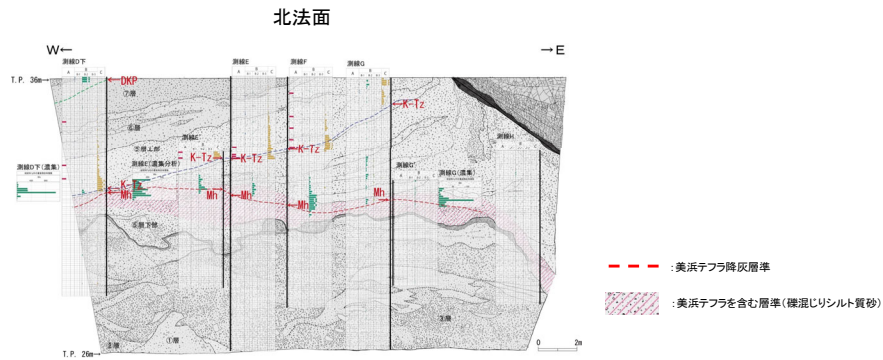 北法面
W←
→E
T.P. 36m→
測線D下
測線E
測線F
測線G
A B C
DKP
⑦層
⑥層
⑤層上部
K-Tz
測線E'
K-Tz
K-Tz
K-Tz
測線H
測線E'(濃集分析)
測線D下(濃集)
測線G'
測線G(濃集)
Mh
Mh
Mh
Mh
Mh
⑤層下部
③層
①層
②層
T.P. 26m→
0 2m
:美浜テフラ降灰層準
:美浜テフラを含む層準(礫混じりシルト質砂)